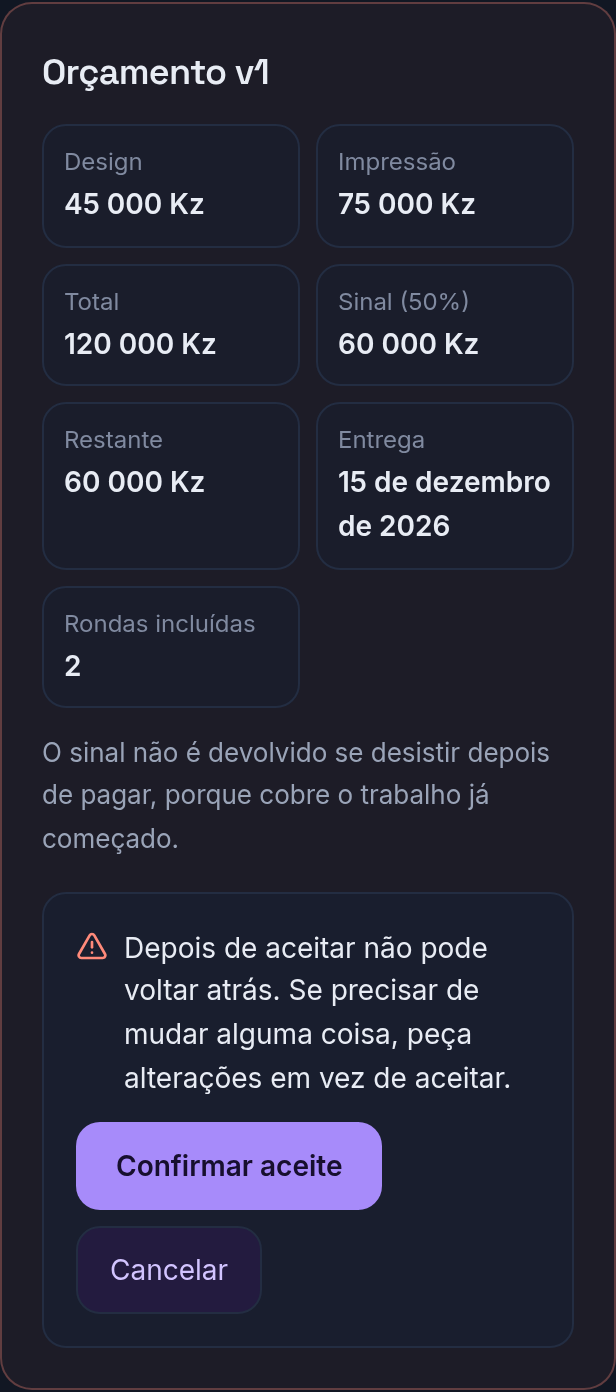 Orçamento v1
Design
45 000 Kz
Impressão
75 000 Kz
Total
120 000 Kz
Sinal (50%)
60 000 Kz
Restante
60 000 Kz
Entrega
15 de dezembro
de 2026
Rondas incluídas
2
O sinal não é devolvido se desistir depois
de pagar, porque cobre o trabalho já
começado.
Depois de aceitar não pode
voltar atrás. Se precisar de
mudar alguma coisa, peça
alterações em vez de aceitar.
Confirmar aceite
Cancelar